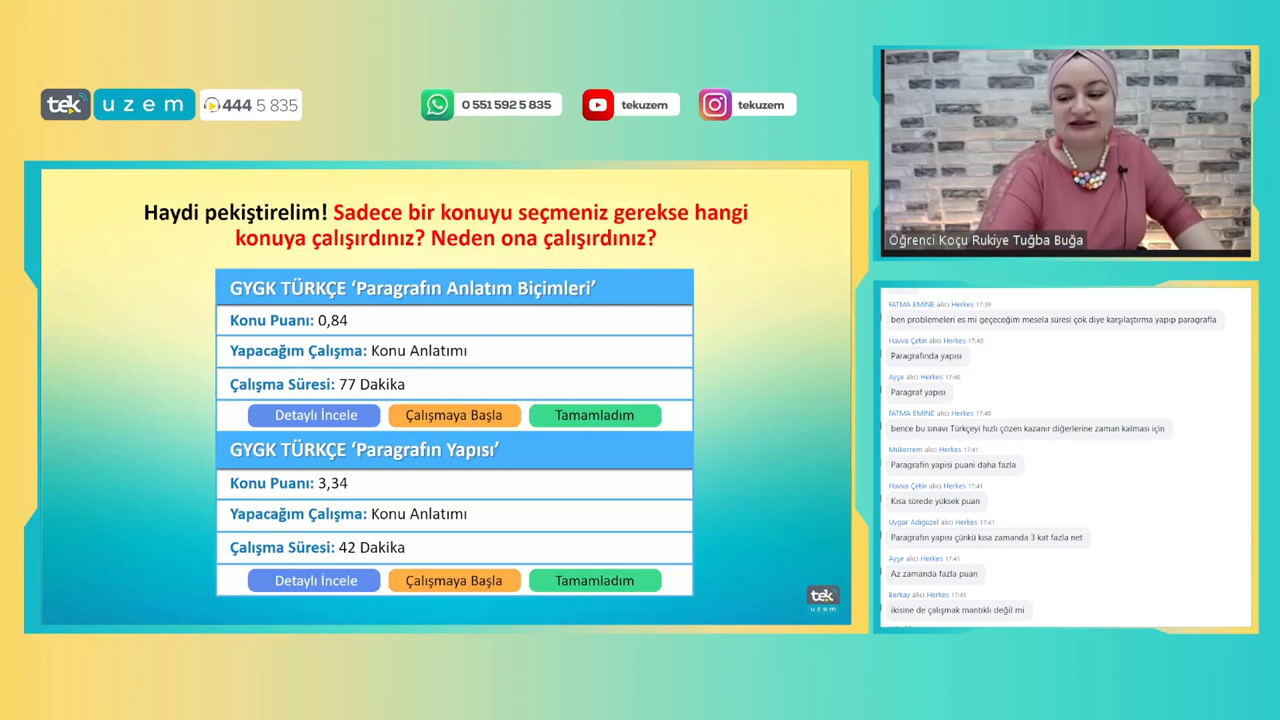 tek uzem 444 5 835
0 551 592 5 835
tekuzem
tekuzem
Haydi pekiştirelim! Sadece bir konuyu seçmeniz gerekse hangi
konuya çalışırdınız? Neden ona çalışırdınız?
GYGK TÜRKÇE ‘Paragrafın Anlatım Biçimleri’
Konu Puanı: 0,84
Yapacağım Çalışma: Konu Anlatımı
Çalışma Süresi: 77 Dakika
Detaylı İncele Çalışmaya Başla Tamamladım
GYGK TÜRKÇE ‘Paragrafın Yapısı’
Konu Puanı: 3,34
Yapacağım Çalışma: Konu Anlatımı
Çalışma Süresi: 42 Dakika
Detaylı İncele Çalışmaya Başla Tamamladım
tek
uzem
Öğrenci Koçu Rukiye Tuğba Buğa
FATMA EMİNE alıcı Herkes 17:39
ben problemeleri es mi geçeceğim mesela süresi çok diye karşılaştırma yapıp paragrafla
Havva Çetin alıcı Herkes 17:40
Paragrafında yapısı
Ayşe alıcı Herkes 17:40
Paragraf yapısı
FATMA EMİNE alıcı Herkes 17:40
bence bu sınavı Türkçeyi hızlı çözen kazanır diğerlerine zaman kalması için
Mükerrem alıcı Herkes 17:41
Paragrafin yapisi puani daha fazla
Havva Çetin alıcı Herkes 17:41
Kısa sürede yüksek puan
Uygar Adıgüzel alıcı Herkes 17:41
Paragrafın yapısı çünkü kısa zamanda 3 kat fazla net
Ayşe alıcı Herkes 17:41
Az zamanda fazla puan
Berkay alıcı Herkes 17:41
ikisine de çalışmak mantıklı değil mi